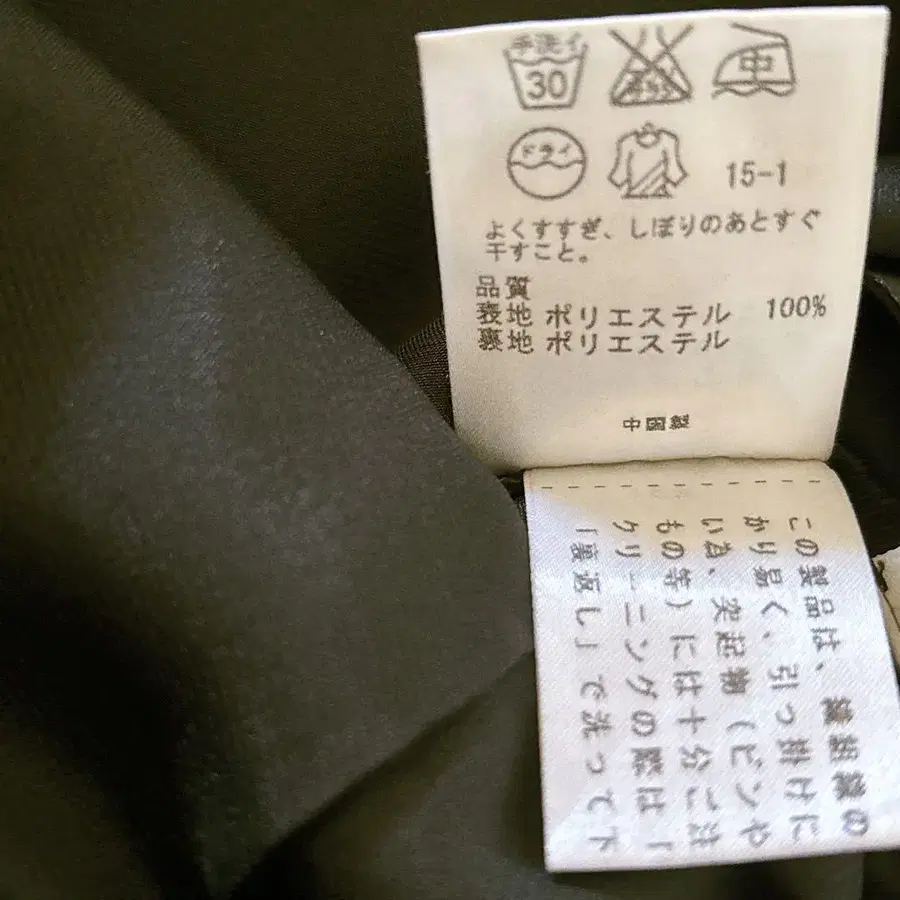 手洗イ
30
中
ドライ
15-1
よくすすぎ、しぼりのあとすぐ
干すこと。
品質
表地 ポリエステル 100%
裏地 ポリエステル
中国製
この製品は、組織の
かり易く、引っ掛けに
い為、突起物(ピンや
もの等)には十分ご注
クリーニングの際は「
「裏返し」で洗って下